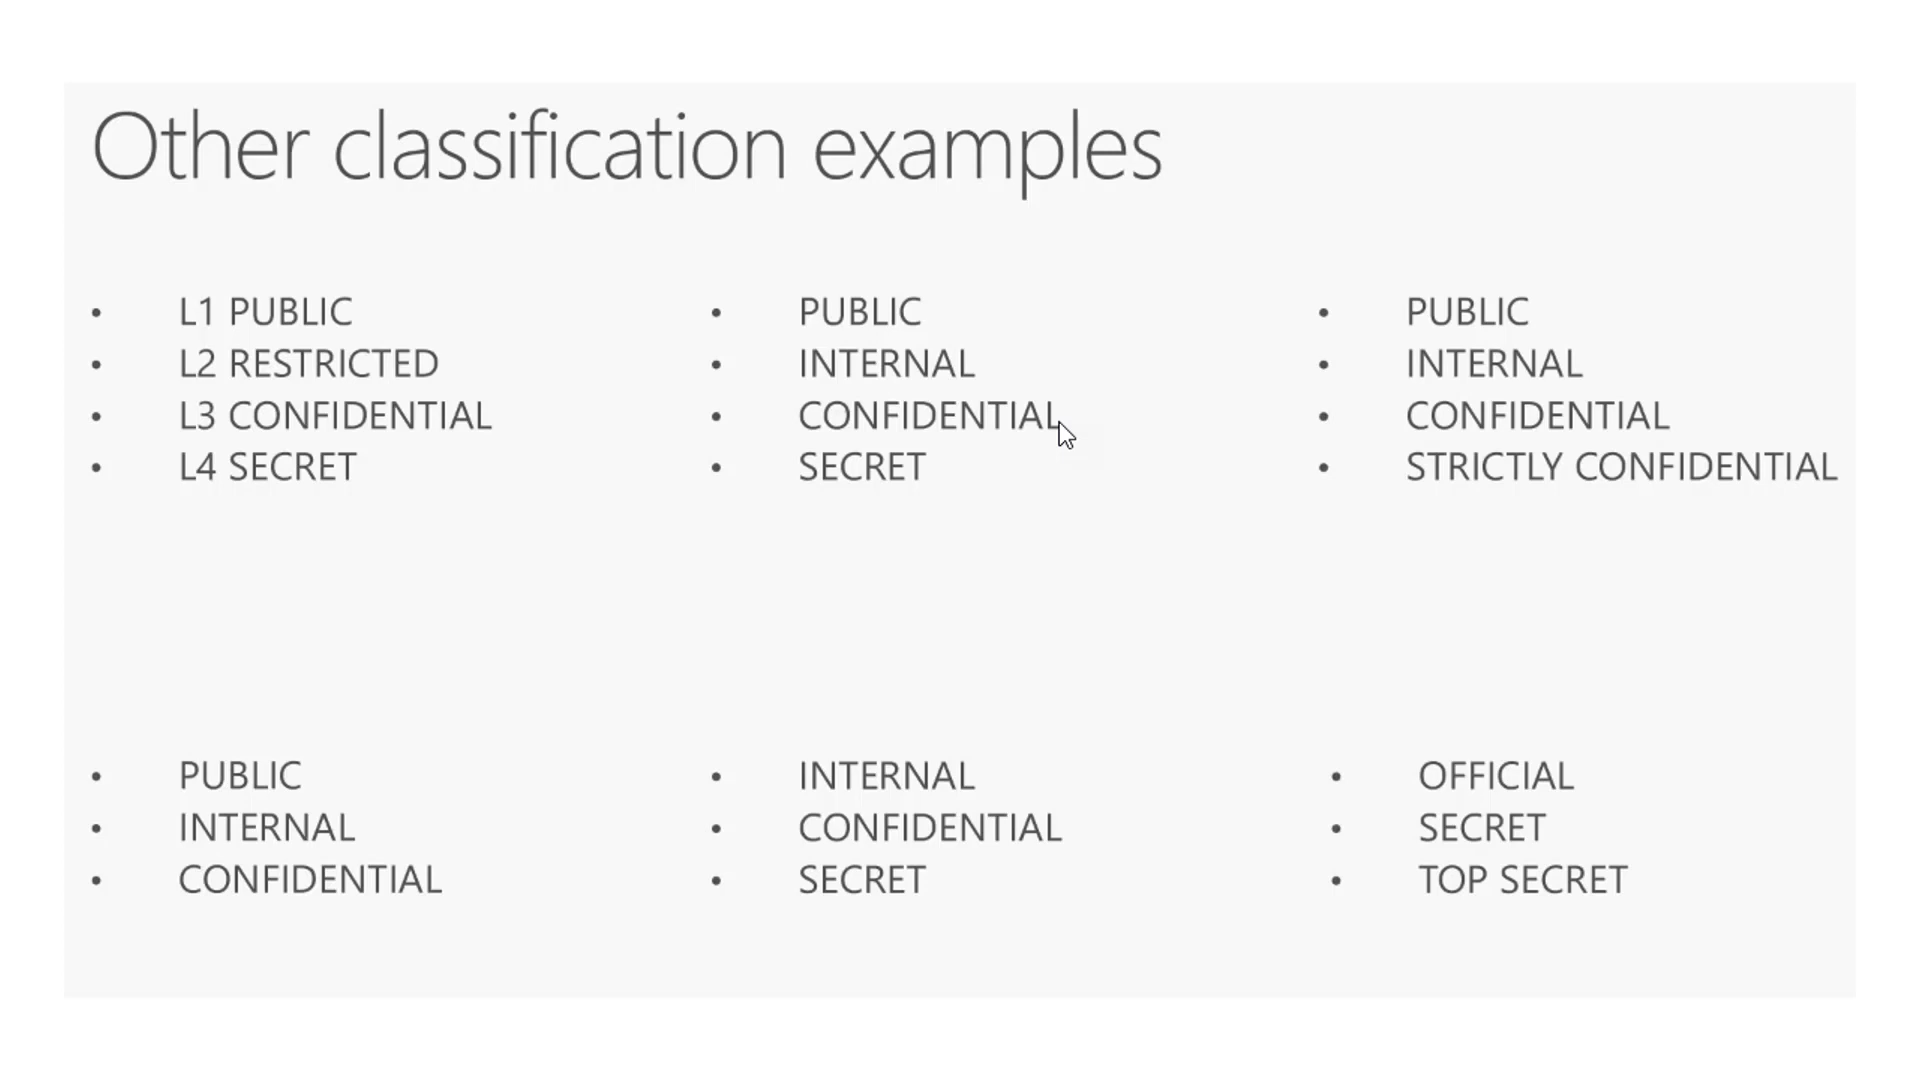 Other classification examples
• L1 PUBLIC
• L2 RESTRICTED
• L3 CONFIDENTIAL
• L4 SECRET
• PUBLIC
• INTERNAL
• CONFIDENTIAL
• SECRET
• PUBLIC
• INTERNAL
• CONFIDENTIAL
• STRICTLY CONFIDENTIAL
• PUBLIC
• INTERNAL
• CONFIDENTIAL
• INTERNAL
• CONFIDENTIAL
• SECRET
• OFFICIAL
• SECRET
• TOP SECRET